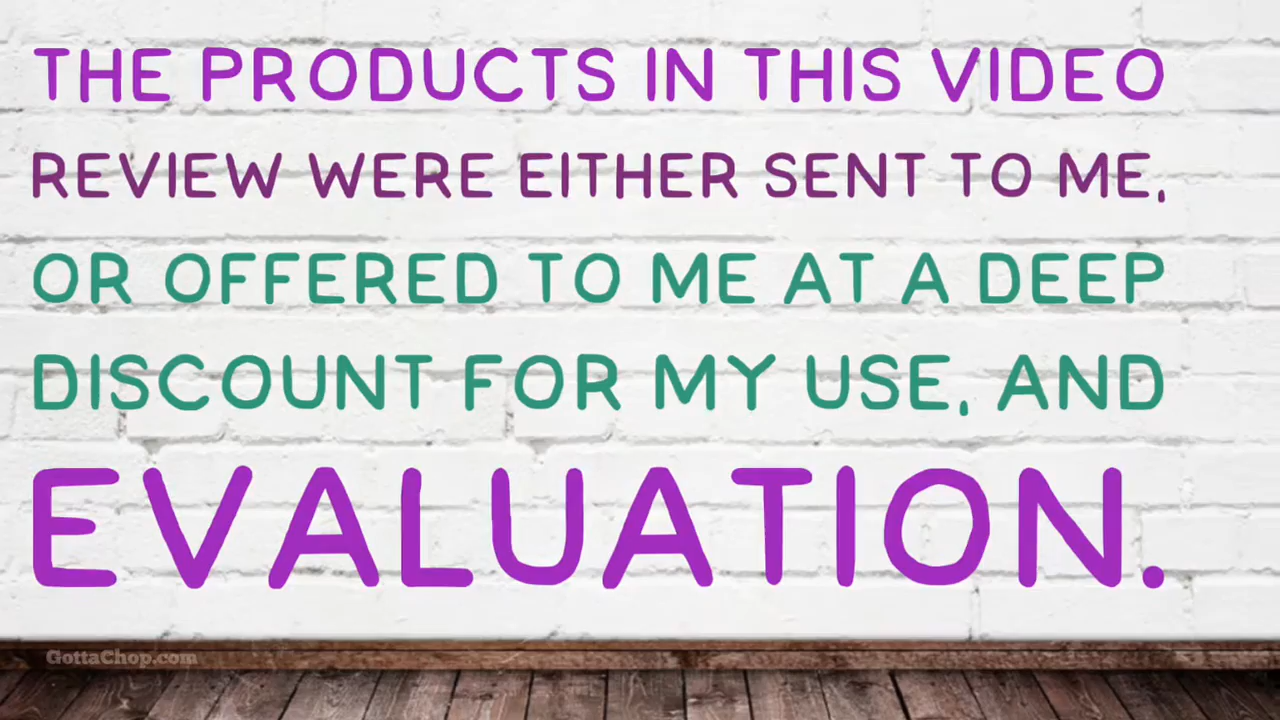 THE PRODUCTS IN THIS VIDEO
REVIEW WERE EITHER SENT TO ME,
OR OFFERED TO ME AT A DEEP
DISCOUNT FOR MY USE, AND
EVALUATION.
GottaChop.com